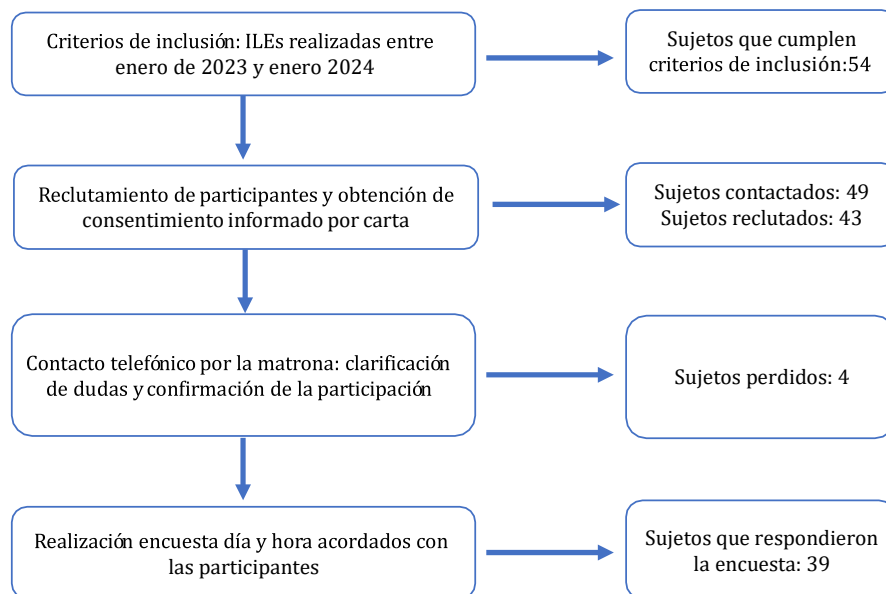 Criterios de inclusión: ILEs realizadas entre
enero de 2023 y enero 2024
Sujetos que cumplen
criterios de inclusión:54
Reclutamiento de participantes y obtención de
consentimiento informado por carta
Sujetos contactados: 49
Sujetos reclutados: 43
Contacto telefónico por la matrona: clarificación
de dudas y confirmación de la participación
Sujetos perdidos: 4
Realización encuesta día y hora acordados con
las participantes
Sujetos que respondieron
la encuesta: 39